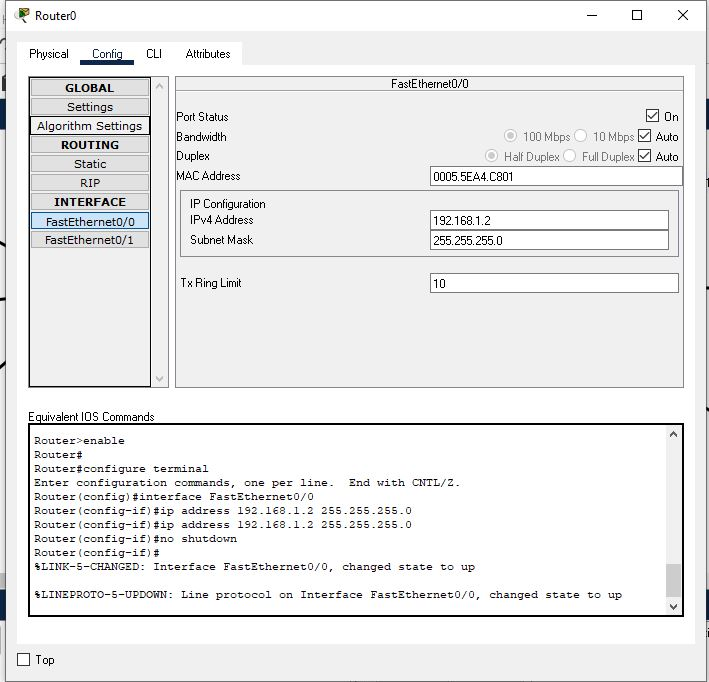 Router0
Physical Config CLI Attributes
GLOBAL
Settings
Algorithm Settings
ROUTING
Static
RIP
INTERFACE
FastEthernet0/0
FastEthernet0/1
FastEthernet0/0
Port Status On
Bandwidth 100 Mbps 10 Mbps Auto
Duplex Half Duplex Full Duplex Auto
MAC Address 0005.5EA4.C801
IP Configuration
IPv4 Address 192.168.1.2
Subnet Mask 255.255.255.0
Tx Ring Limit 10
Equivalent IOS Commands
Router>enable
Router#
Router#configure terminal
Enter configuration commands, one per line.  End with CNTL/Z.
Router(config)#interface FastEthernet0/0
Router(config-if)#ip address 192.168.1.2 255.255.255.0
Router(config-if)#ip address 192.168.1.2 255.255.255.0
Router(config-if)#no shutdown
Router(config-if)#
%LINK-5-CHANGED: Interface FastEthernet0/0, changed state to up
%LINEPROTO-5-UPDOWN: Line protocol on Interface FastEthernet0/0, changed state to up
Top